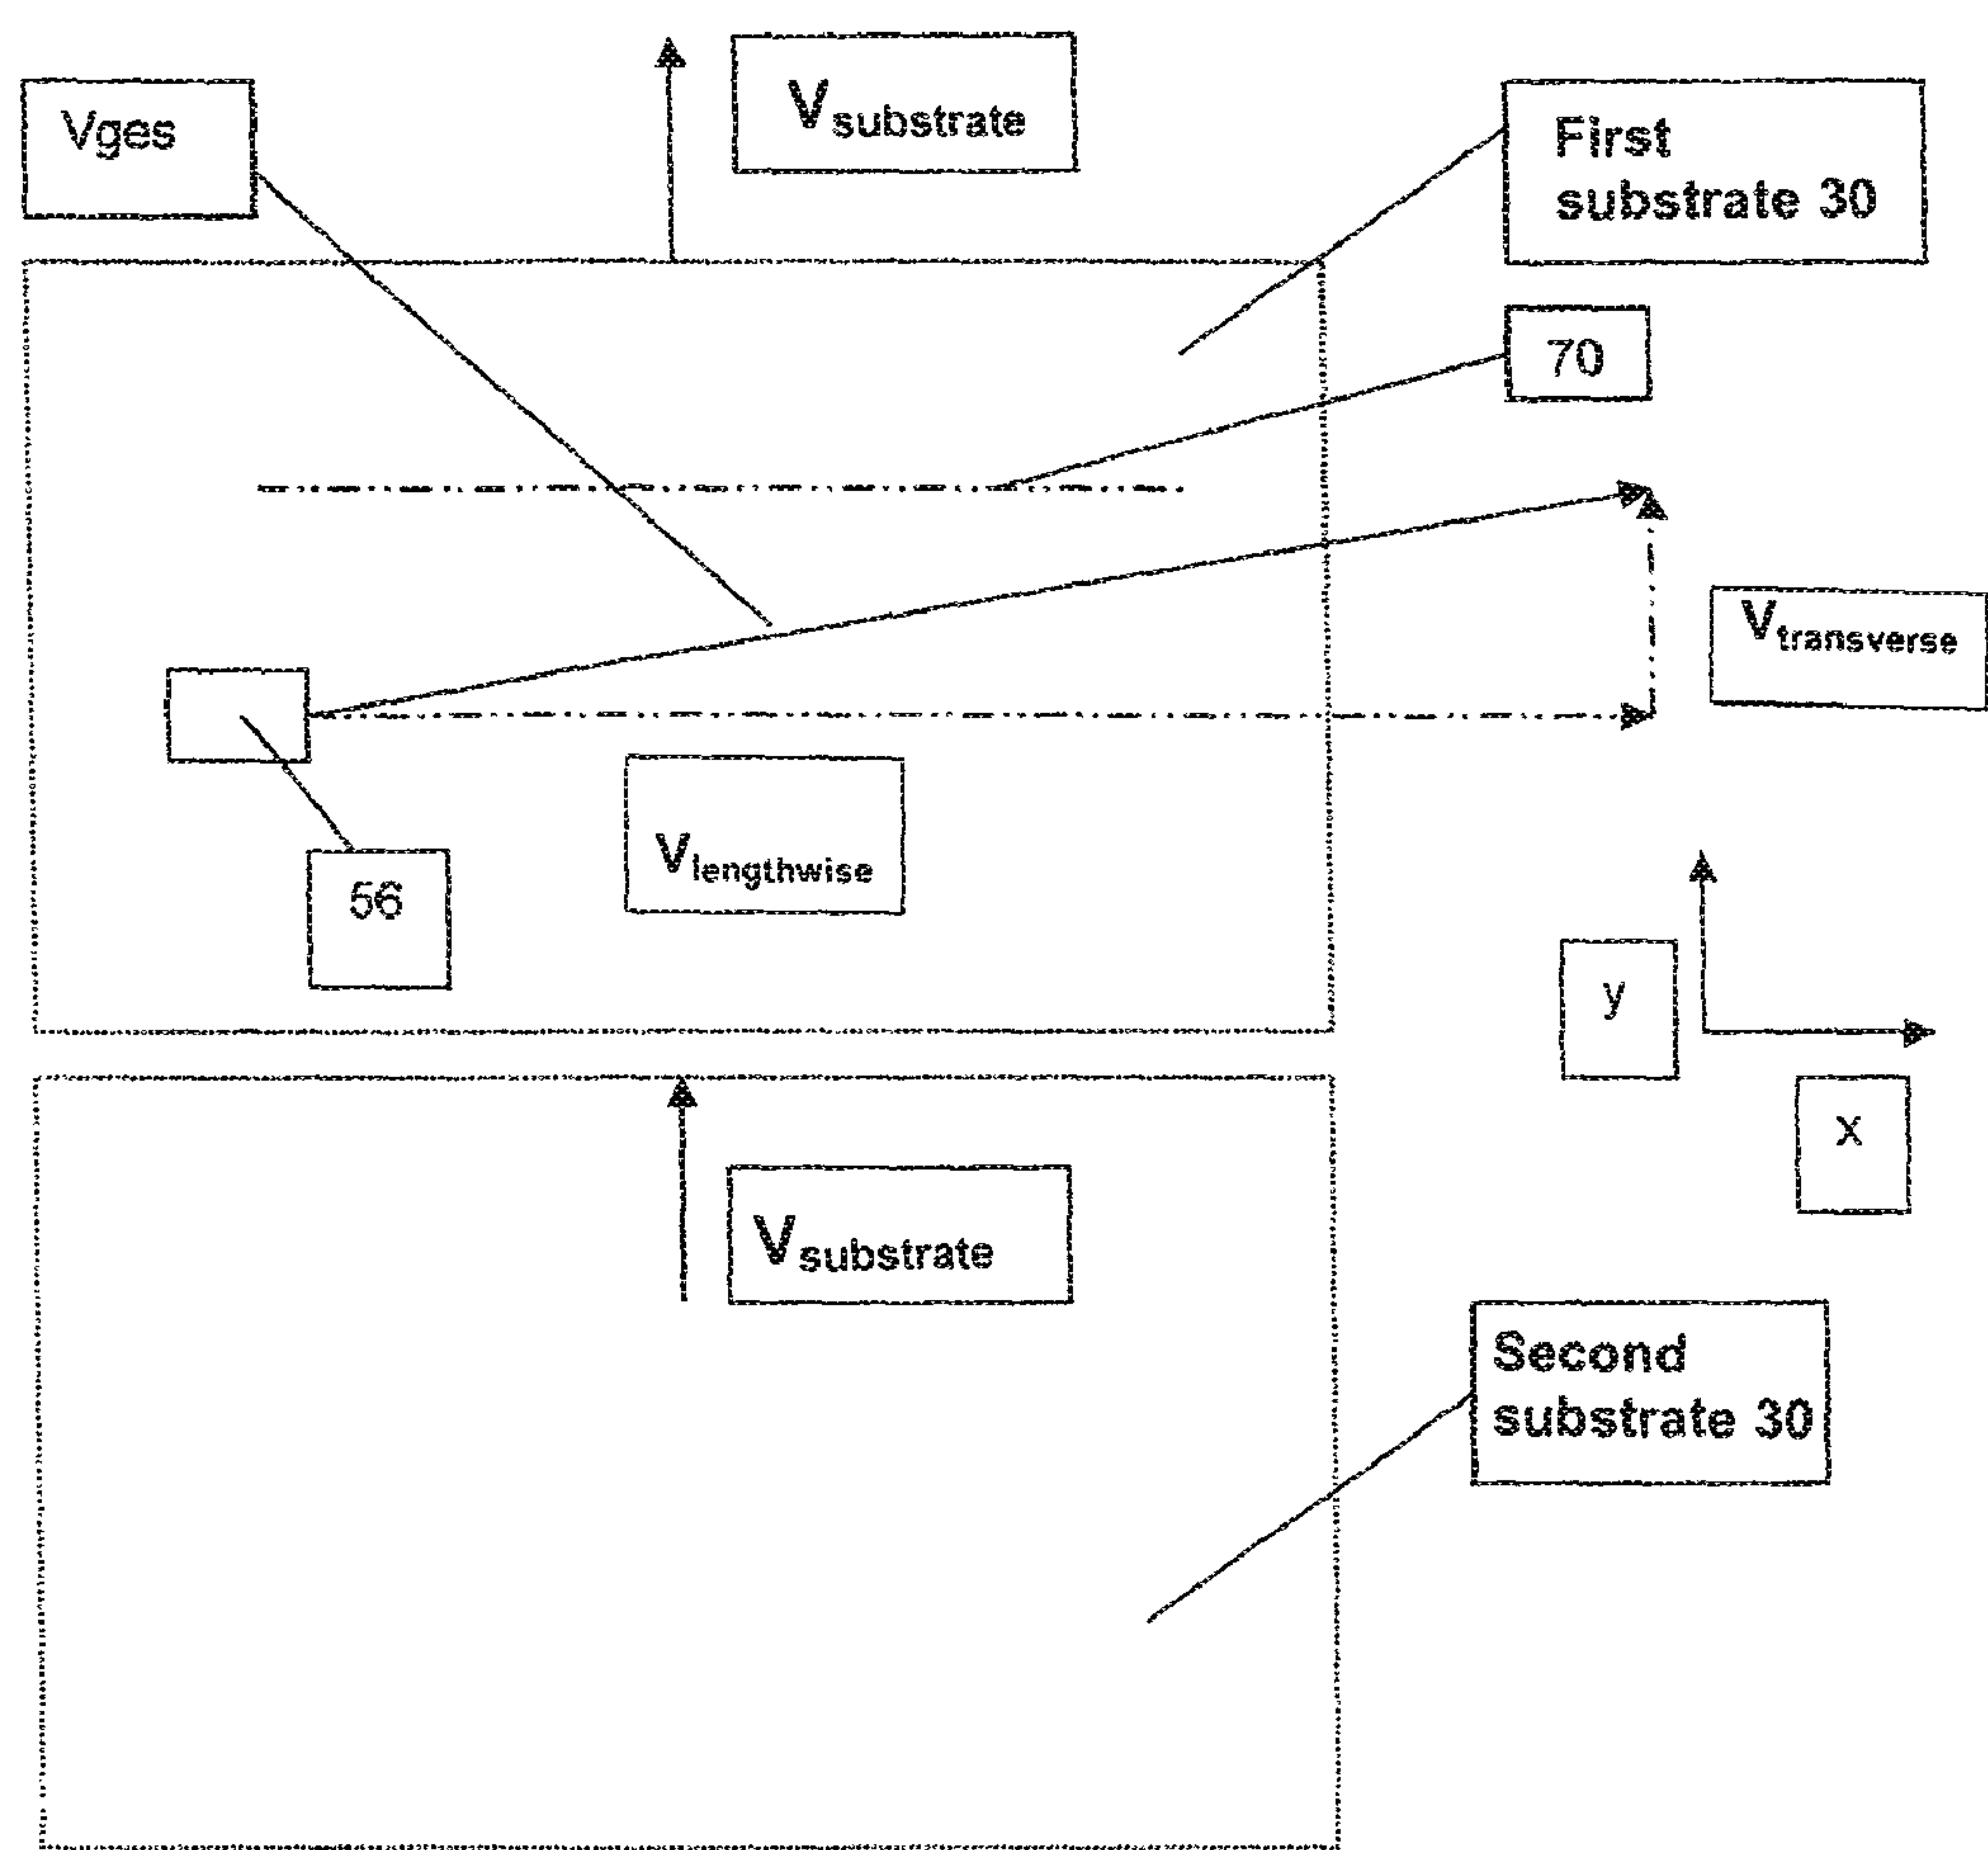 Vges
Vsubstrate
First
substrate 30
70
Vtransverse
Vlengthwise
56
y
x
Vsubstrate
Second
substrate 30